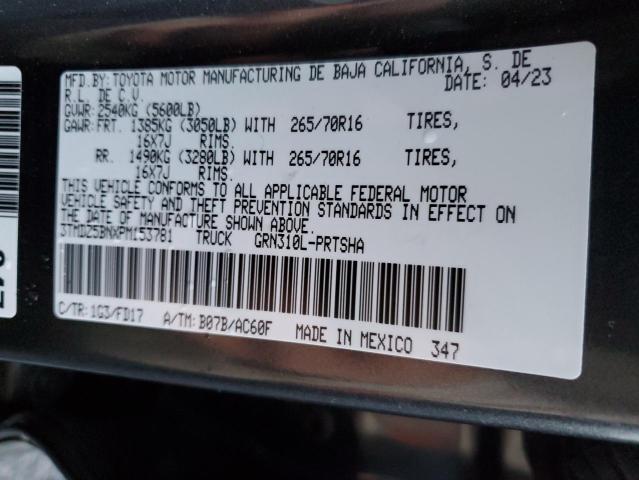 MFD.BY:TOYOTA MOTOR MANUFACTURING DE BAJA CALIFORNIA, S. DE
R.L. DE C.V. DATE: 04/23
GVWR: 2540KG (5600LB)
GAWR:FRT. 1385KG (3050LB) WITH 265/70R16 TIRES,
16X7J RIMS.
RR. 1490KG (3280LB) WITH 265/70R16 TIRES,
16X7J RIMS.
THIS VEHICLE CONFORMS TO ALL APPLICABLE FEDERAL MOTOR
VEHICLE SAFETY AND THEFT PREVENTION STANDARDS IN EFFECT ON
THE DATE OF MANUFACTURE SHOWN ABOVE.
3TMDZ5BNXPM153781 TRUCK GRN310L-PRTSHA
C/TR:1G3/FD17 A/TM:B07B/AC60F MADE IN MEXICO 347